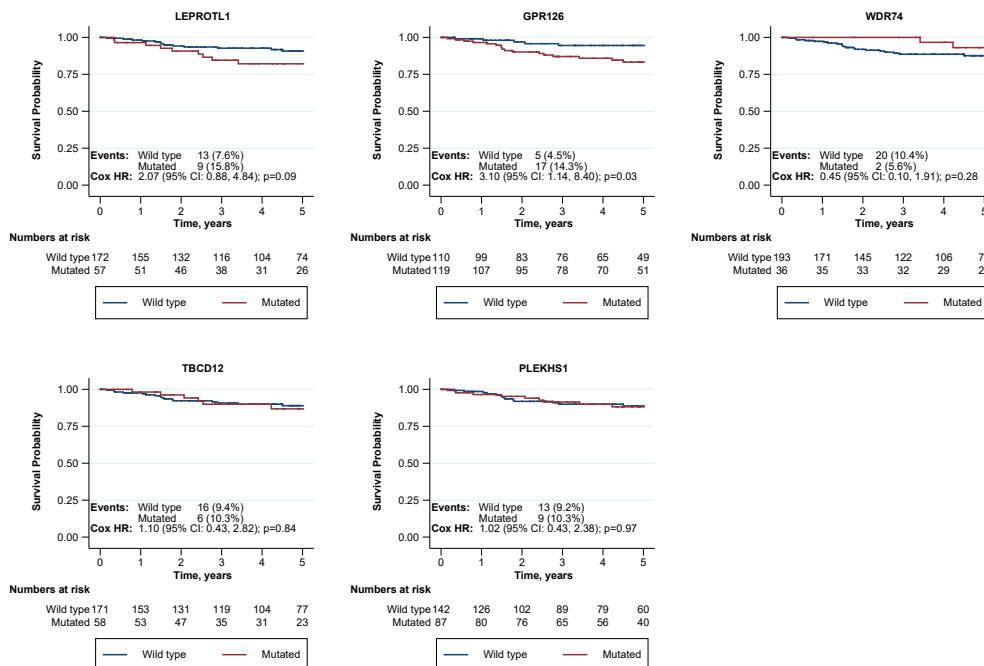 LEPROTL1
1.00
0.75
0.50
0.25
0.00
Survival Probability
Events: Wild type 13 (7.6%)
Mutated 9 (15.8%)
Cox HR: 2.07 (95% CI: 0.88, 4.84); p=0.09
0 1 2 3 4 5
Time, years
Numbers at risk
Wild type 172 155 132 116 104 74
Mutated 57 51 46 38 31 26
Wild type Mutated
GPR126
1.00
0.75
0.50
0.25
0.00
Survival Probability
Events: Wild type 5 (4.5%)
Mutated 17 (14.3%)
Cox HR: 3.10 (95% CI: 1.14, 8.40); p=0.03
0 1 2 3 4 5
Time, years
Numbers at risk
Wild type 110 99 83 76 65 49
Mutated 119 107 95 78 70 51
Wild type Mutated
WDR74
1.00
0.75
0.50
0.25
0.00
Survival Probability
Events: Wild type 20 (10.4%)
Mutated 2 (5.6%)
Cox HR: 0.45 (95% CI: 0.10, 1.91); p=0.28
0 1 2 3 4 5
Time, years
Numbers at risk
Wild type 193 171 145 122 106
Mutated 36 35 33 32 29
Wild type Mutated
TBCD12
1.00
0.75
0.50
0.25
0.00
Survival Probability
Events: Wild type 16 (9.4%)
Mutated 6 (10.3%)
Cox HR: 1.10 (95% CI: 0.43, 2.82); p=0.84
0 1 2 3 4 5
Time, years
Numbers at risk
Wild type 171 153 131 119 104 77
Mutated 58 53 47 35 31 23
Wild type Mutated
PLEKHS1
1.00
0.75
0.50
0.25
0.00
Survival Probability
Events: Wild type 13 (9.2%)
Mutated 9 (10.3%)
Cox HR: 1.02 (95% CI: 0.43, 2.38); p=0.97
0 1 2 3 4 5
Time, years
Numbers at risk
Wild type 142 126 102 89 79 60
Mutated 87 80 76 65 56 40
Wild type Mutated